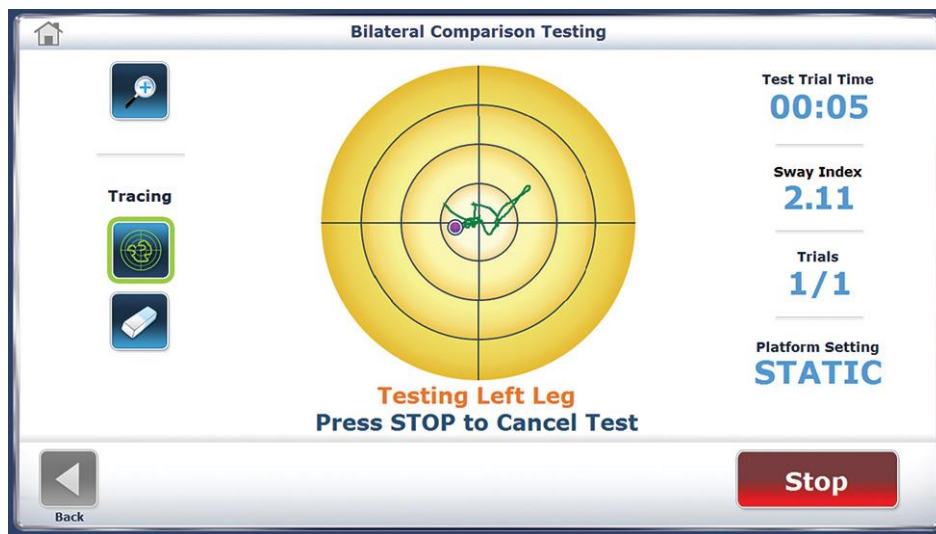 Bilateral Comparison Testing
Tracing
Test Trial Time
00:05
Sway Index
2.11
Trials
1/1
Platform Setting
STATIC
Testing Left Leg
Press STOP to Cancel Test
Back
Stop